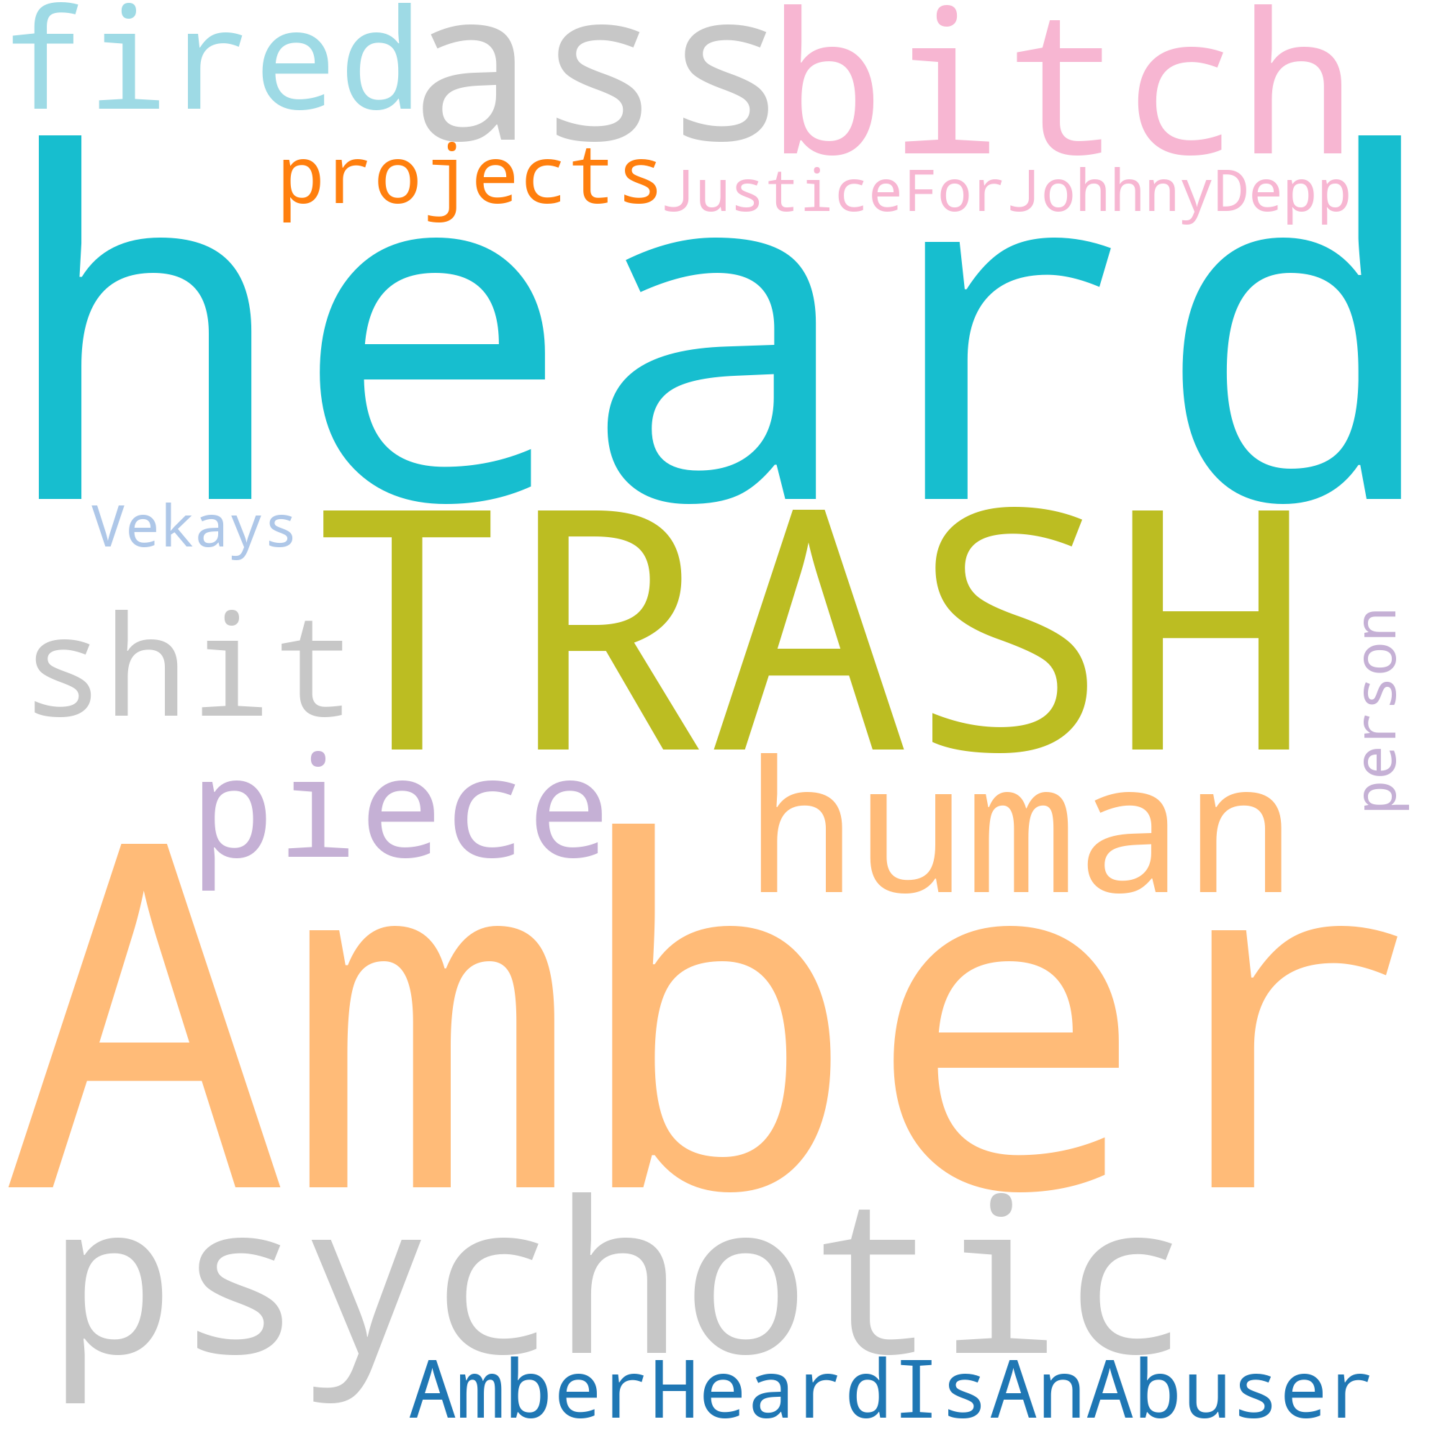 fired ass bitch
projects JusticeForJohhnyDepp
heard
Vekays TRASH
shit person
piece human
Amber
psychotic
AmberHeardIsAnAbuser